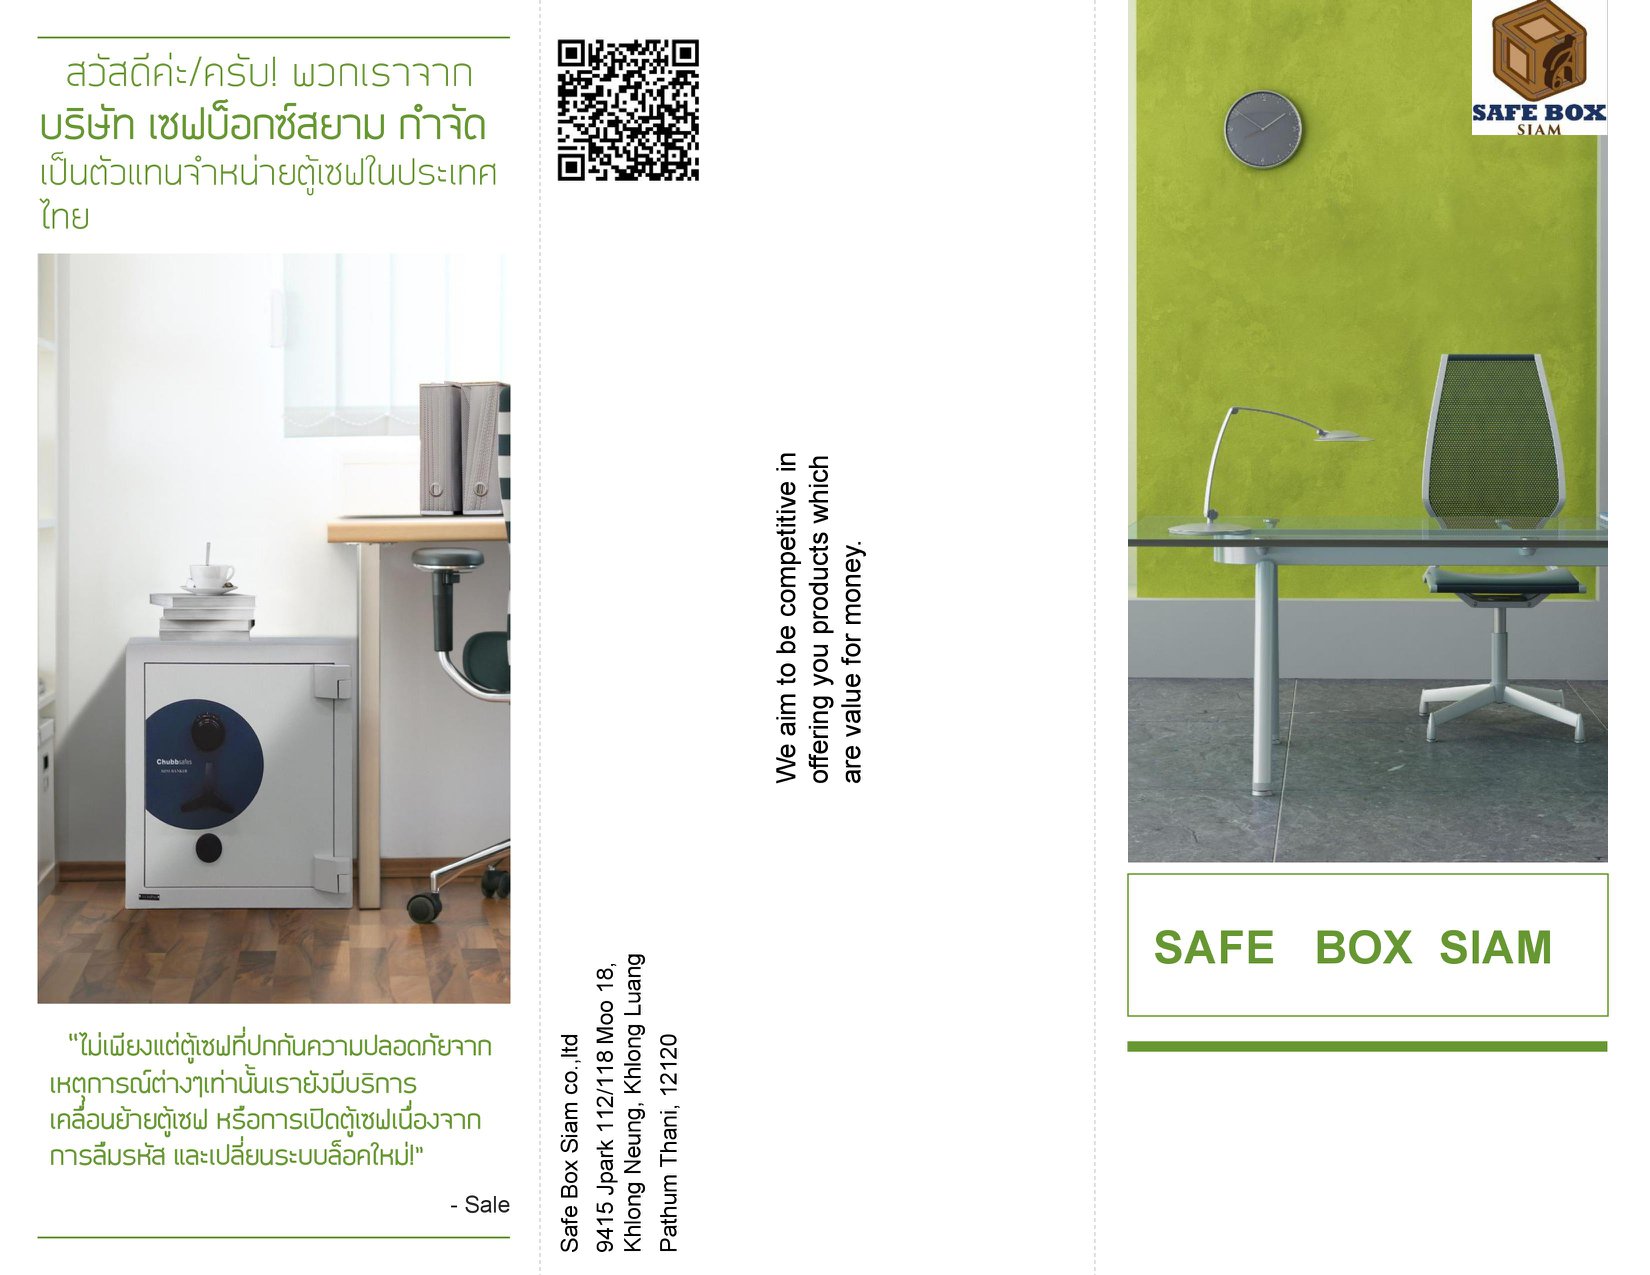 สวัสดีค่ะ/ครับ! พวกเราจาก
บริษัท เซฟบ็อกซ์สยาม กำจัด
เป็นตัวแทนจำหน่ายตู้เซฟในประเทศ
ไทย
Chubbsafes
MINI BANKER
"ไม่เพียงแต่ตู้เซฟที่ปกกันความปลอดภัยจาก
เหตุการณ์ต่างๆเท่านั้นเรายังมีบริการ
เคลื่อนย้ายตู้เซฟ หรือการเปิดตู้เซฟเนื่องจาก
การลืมรหัส และเปลี่ยนระบบล็อคใหม่!"
- Sale
We aim to be competitive in
offering you products which
are value for money.
Safe Box Siam co.,ltd
9415 Jpark 112/118 Moo 18,
Khlong Neung, Khlong Luang
Pathum Thani, 12120
SAFE BOX
SIAM
SAFE BOX SIAM